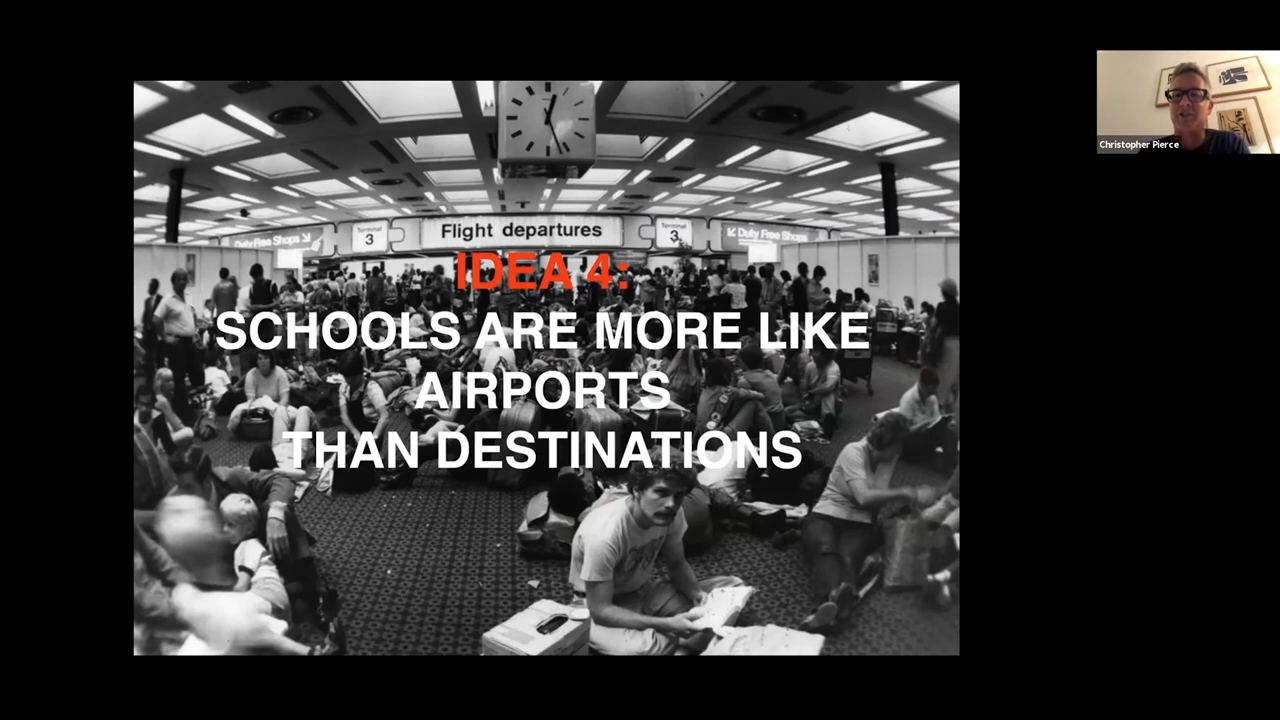 Flight departures
Terminal
3
Terminal
3
Duty Free Shops
Duty Free Shops
IDEA 4:
SCHOOLS ARE MORE LIKE
AIRPORTS
THAN DESTINATIONS
Christopher Pierce